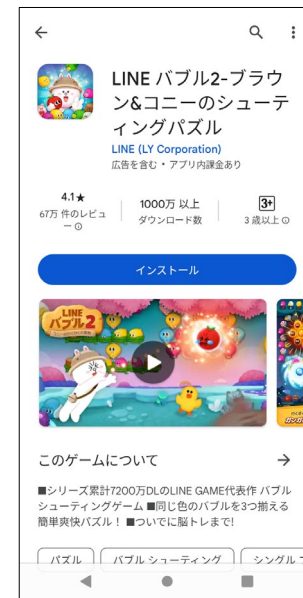 LINE バブル2-ブラウ
ン&コニーのシューテ
ィングパズル
LINE (LY Corporation)
広告を含む・アプリ内課金あり
4.1★
67万 件のレビュ
ー
1000万 以上
ダウンロード数
3+
3 歳以上
インストール
LINE
バブル2
このゲームについて
■シリーズ累計7200万DLのLINE GAME代表作 バブル
シューティングゲーム ■同じ色のバブルを3つ揃える
簡単爽快パズル！ ■ついでに脳トレまで!
パズル
バブル シューティング
シングル